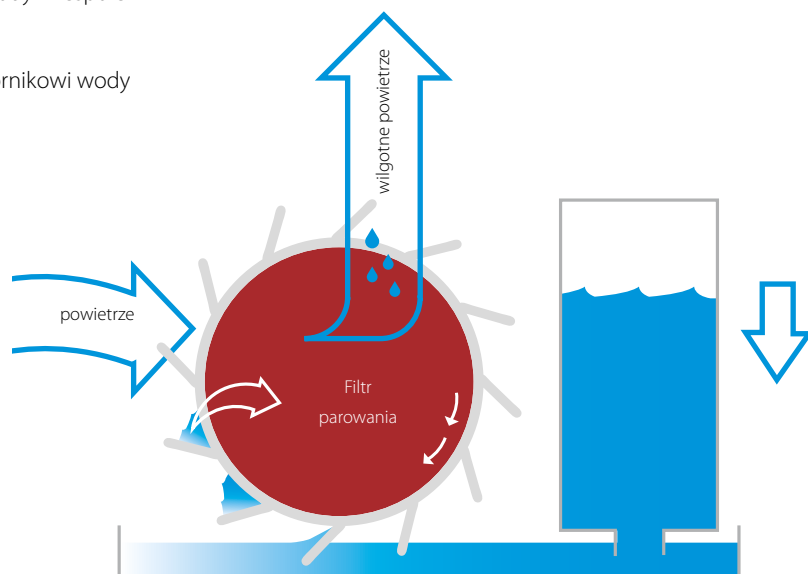 rnikowi wody
wilgotne powietrze
powietrze
Filtr
parowania